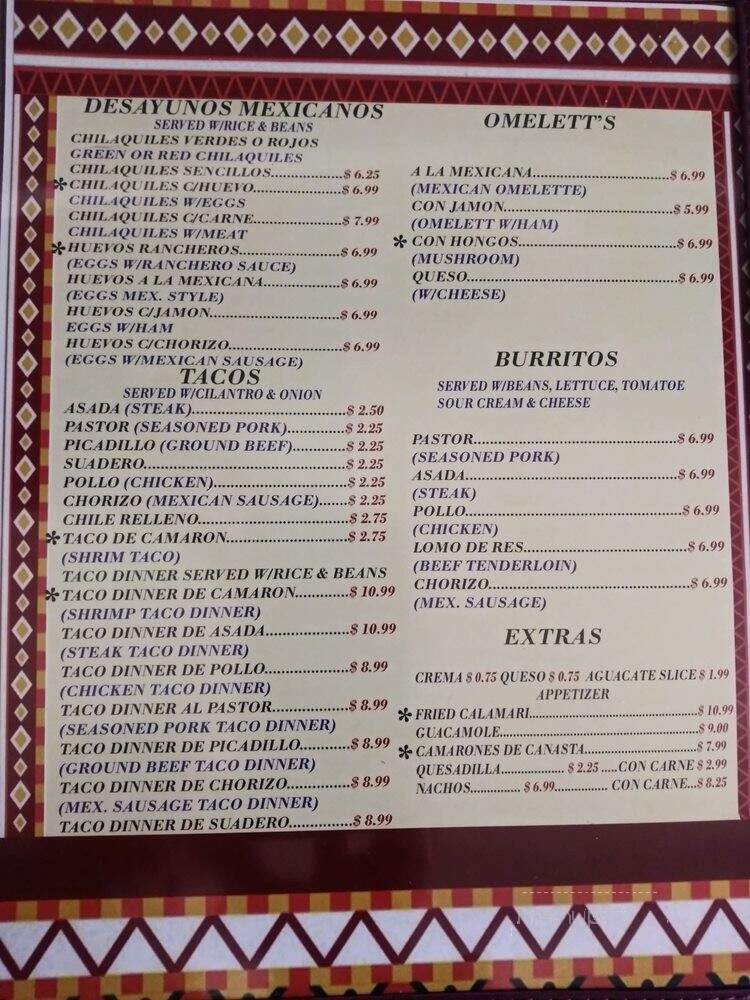 DESAYUNOS MEXICANOS
SERVED W/RICE & BEANS
CHILAQUILES VERDES O ROJOS
GREEN OR RED CHILAQUILES
CHILAQUILES SENCILLOS....................$ 6.25
* CHILAQUILES C/HUEVO....................$ 6.99
CHILAQUILES W/EGGS
CHILAQUILES C/CARNE....................$ 7.99
CHILAQUILES W/MEAT
* HUEVOS RANCHEROS....................$ 6.99
(EGGS W/RANCHERO SAUCE)
HUEVOS A LA MEXICANA....................$ 6.99
(EGGS MEX. STYLE)
HUEVOS C/JAMON....................$ 6.99
EGGS W/HAM
HUEVOS C/CHORIZO....................$ 6.99
(EGGS W/MEXICAN SAUSAGE)
TACOS
SERVED W/CILANTRO & ONION
ASADA (STEAK)....................$ 2.50
PASTOR (SEASONED PORK)....................$ 2.25
PICADILLO (GROUND BEEF)..............$ 2.25
SUADERO....................$ 2.25
POLLO (CHICKEN)....................$ 2.25
CHORIZO (MEXICAN SAUSAGE).......$ 2.25
CHILE RELLENO....................$ 2.75
* TACO DE CAMARON....................$ 2.75
(SHRIM TACO)
TACO DINNER SERVED W/RICE & BEANS
* TACO DINNER DE CAMARON.............$ 10.99
(SHRIMP TACO DINNER)
TACO DINNER DE ASADA....................$ 10.99
(STEAK TACO DINNER)
TACO DINNER DE POLLO....................$ 8.99
(CHICKEN TACO DINNER)
TACO DINNER AL PASTOR..................$ 8.99
(SEASONED PORK TACO DINNER)
TACO DINNER DE PICADILLO............$ 8.99
(GROUND BEEF TACO DINNER)
TACO DINNER DE CHORIZO...............$ 8.99
(MEX. SAUSAGE TACO DINNER)
TACO DINNER DE SUADERO...............$ 8.99
OMELETT'S
A LA MEXICANA....................$ 6.99
(MEXICAN OMELETTE)
CON JAMON....................$ 5.99
(OMELETT W/HAM)
* CON HONGOS....................$ 6.99
(MUSHROOM)
QUESO....................$ 6.99
(W/CHEESE)
BURRITOS
SERVED W/BEANS, LETTUCE, TOMATOE
SOUR CREAM & CHEESE
PASTOR....................$ 6.99
(SEASONED PORK)
ASADA....................$ 6.99
(STEAK)
POLLO....................$ 6.99
(CHICKEN)
LOMO DE RES....................$ 6.99
(BEEF TENDERLOIN)
CHORIZO....................$ 6.99
(MEX. SAUSAGE)
EXTRAS
CREMA $ 0.75 QUESO $ 0.75 AGUACATE SLICE $ 1.99
APPETIZER
* FRIED CALAMARI....................$ 10.99
GUACAMOLE....................$ 9.00
* CAMARONES DE CANASTA....................$ 7.99
QUESADILLA............... $ 2.25 ....CON CARNE $ 2.99
NACHOS............. $ 6.99............... CON CARNE...$ 8.25